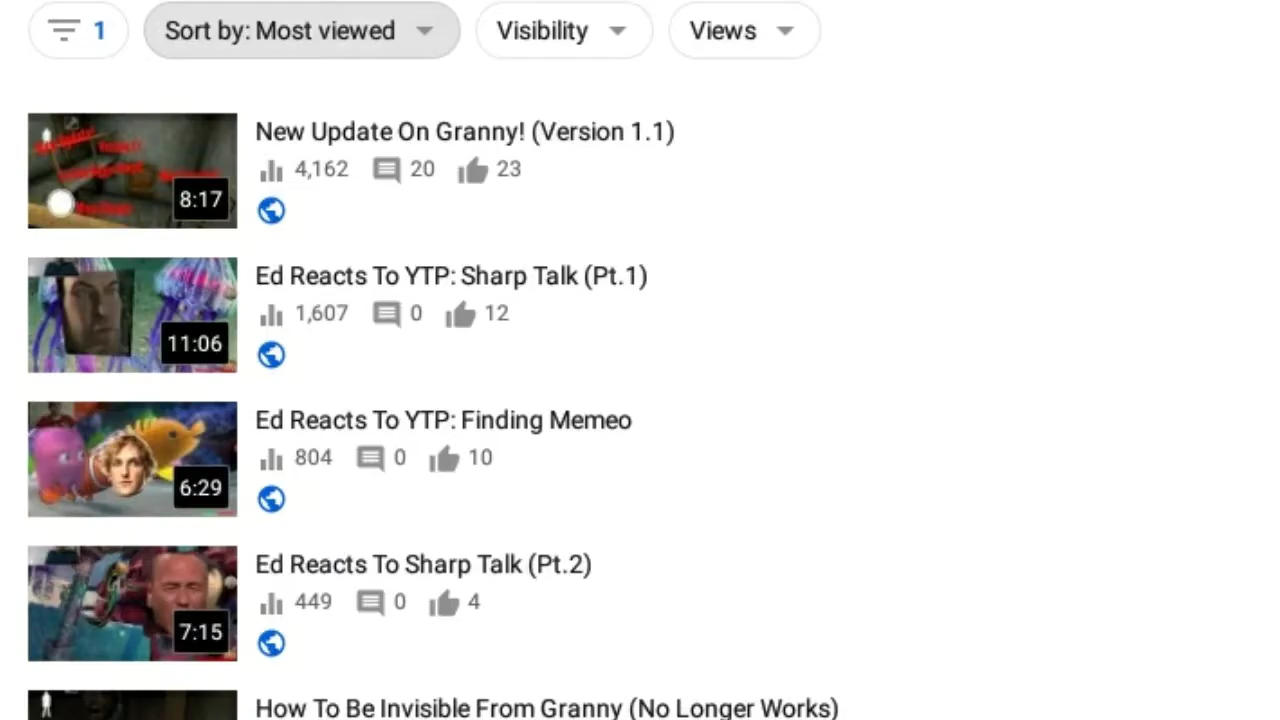 1 Sort by: Most viewed Visibility Views
New Update On Granny! (Version 1.1)
4,162 20 23
8:17
Ed Reacts To YTP: Sharp Talk (Pt.1)
1,607 0 12
11:06
Ed Reacts To YTP: Finding Memeo
804 0 10
6:29
Ed Reacts To Sharp Talk (Pt.2)
449 0 4
7:15
How To Be Invisible From Granny (No Longer Works)